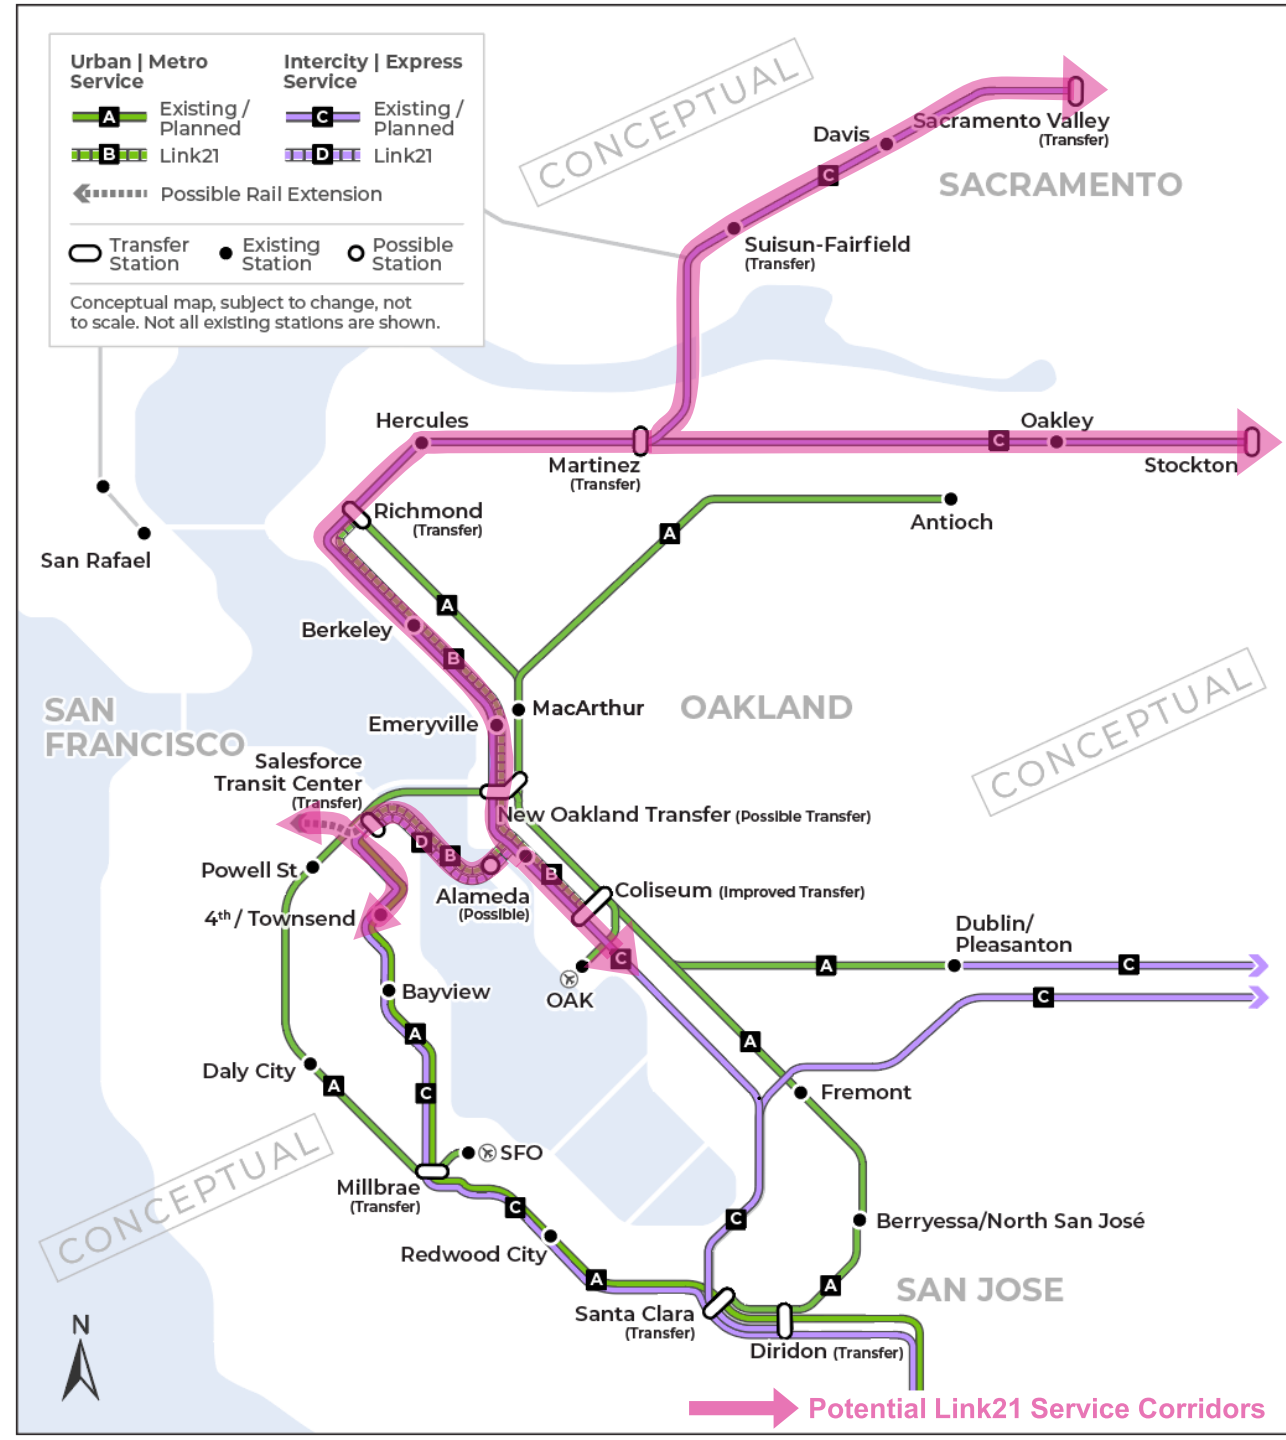 Urban | Metro
Service
Intercity | Express
Service
A
Existing /
Planned
C
Existing /
Planned
B
Link21
D
Link21
Possible Rail Extension
Transfer
Station
Existing
Station
Possible
Station
Conceptual map, subject to change, not
to scale. Not all existing stations are shown.
CONCEPTUAL
Davis
Sacramento Valley
(Transfer)
C
SACRAMENTO
Suisun-Fairfield
(Transfer)
Hercules
Martinez
(Transfer)
C
Oakley
Stockton
Richmond
(Transfer)
A
Antioch
San Rafael
A
Berkeley
B
MacArthur
OAKLAND
Emeryville
SAN
FRANCISCO
CONCEPTUAL
Salesforce
Transit Center
(Transfer)
New Oakland Transfer (Possible Transfer)
D
B
B
Powell St
Alameda
(Possible)
Coliseum (Improved Transfer)
4th / Townsend
Dublin/
Pleasanton
C
A
C
OAK
Bayview
C
A
A
Daly City
A
C
Fremont
CONCEPTUAL
SFO
Millbrae
(Transfer)
C
C
Berryessa/North San José
Redwood City
A
A
SAN JOSE
Santa Clara
(Transfer)
Diridon (Transfer)
N
Potential Link21 Service Corridors